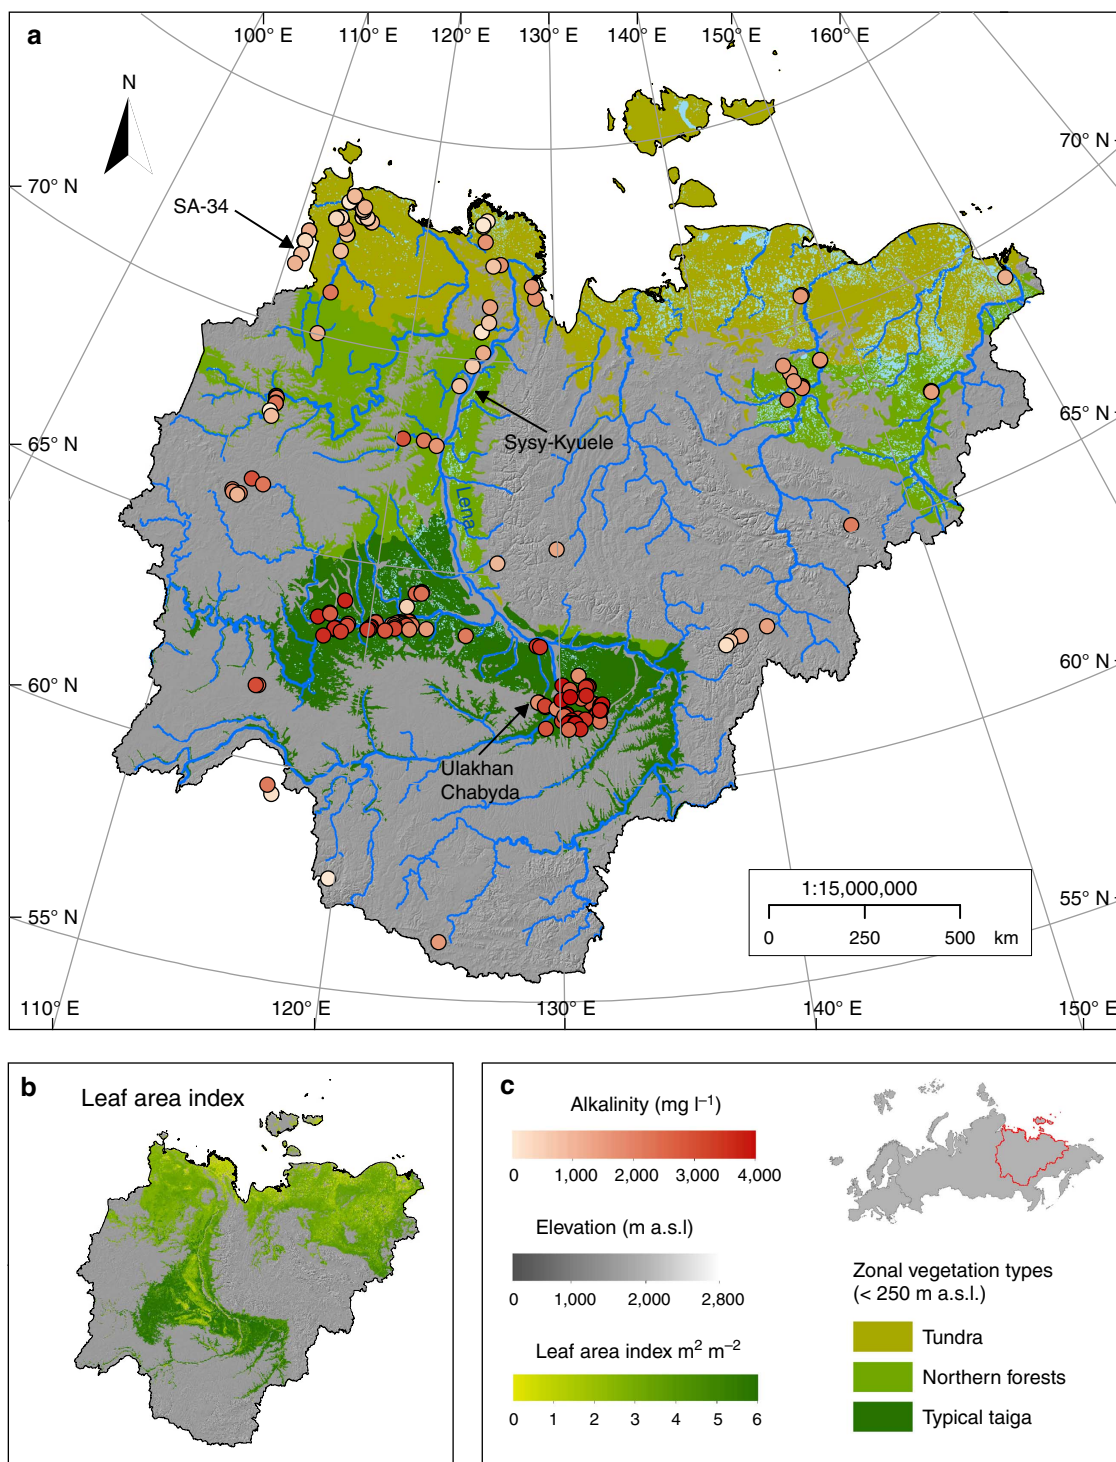 a
100° E 110° E 120° E 130° E 140° E 150° E 160° E
N
70° N
70° N
SA-34
65° N
65° N
Sysy-Kyuele
Lena
60° N
60° N
Ulakhan
Chabyda
1:15,000,000
0 250 500 km
55° N
55° N
110° E 120° E 130° E 140° E 150° E
b
Leaf area index
c
Alkalinity (mg l⁻¹)
0 1,000 2,000 3,000 4,000
Elevation (m a.s.l)
0 1,000 2,000 2,800
Leaf area index m² m⁻²
0 1 2 3 4 5 6
Zonal vegetation types
(< 250 m a.s.l.)
Tundra
Northern forests
Typical taiga